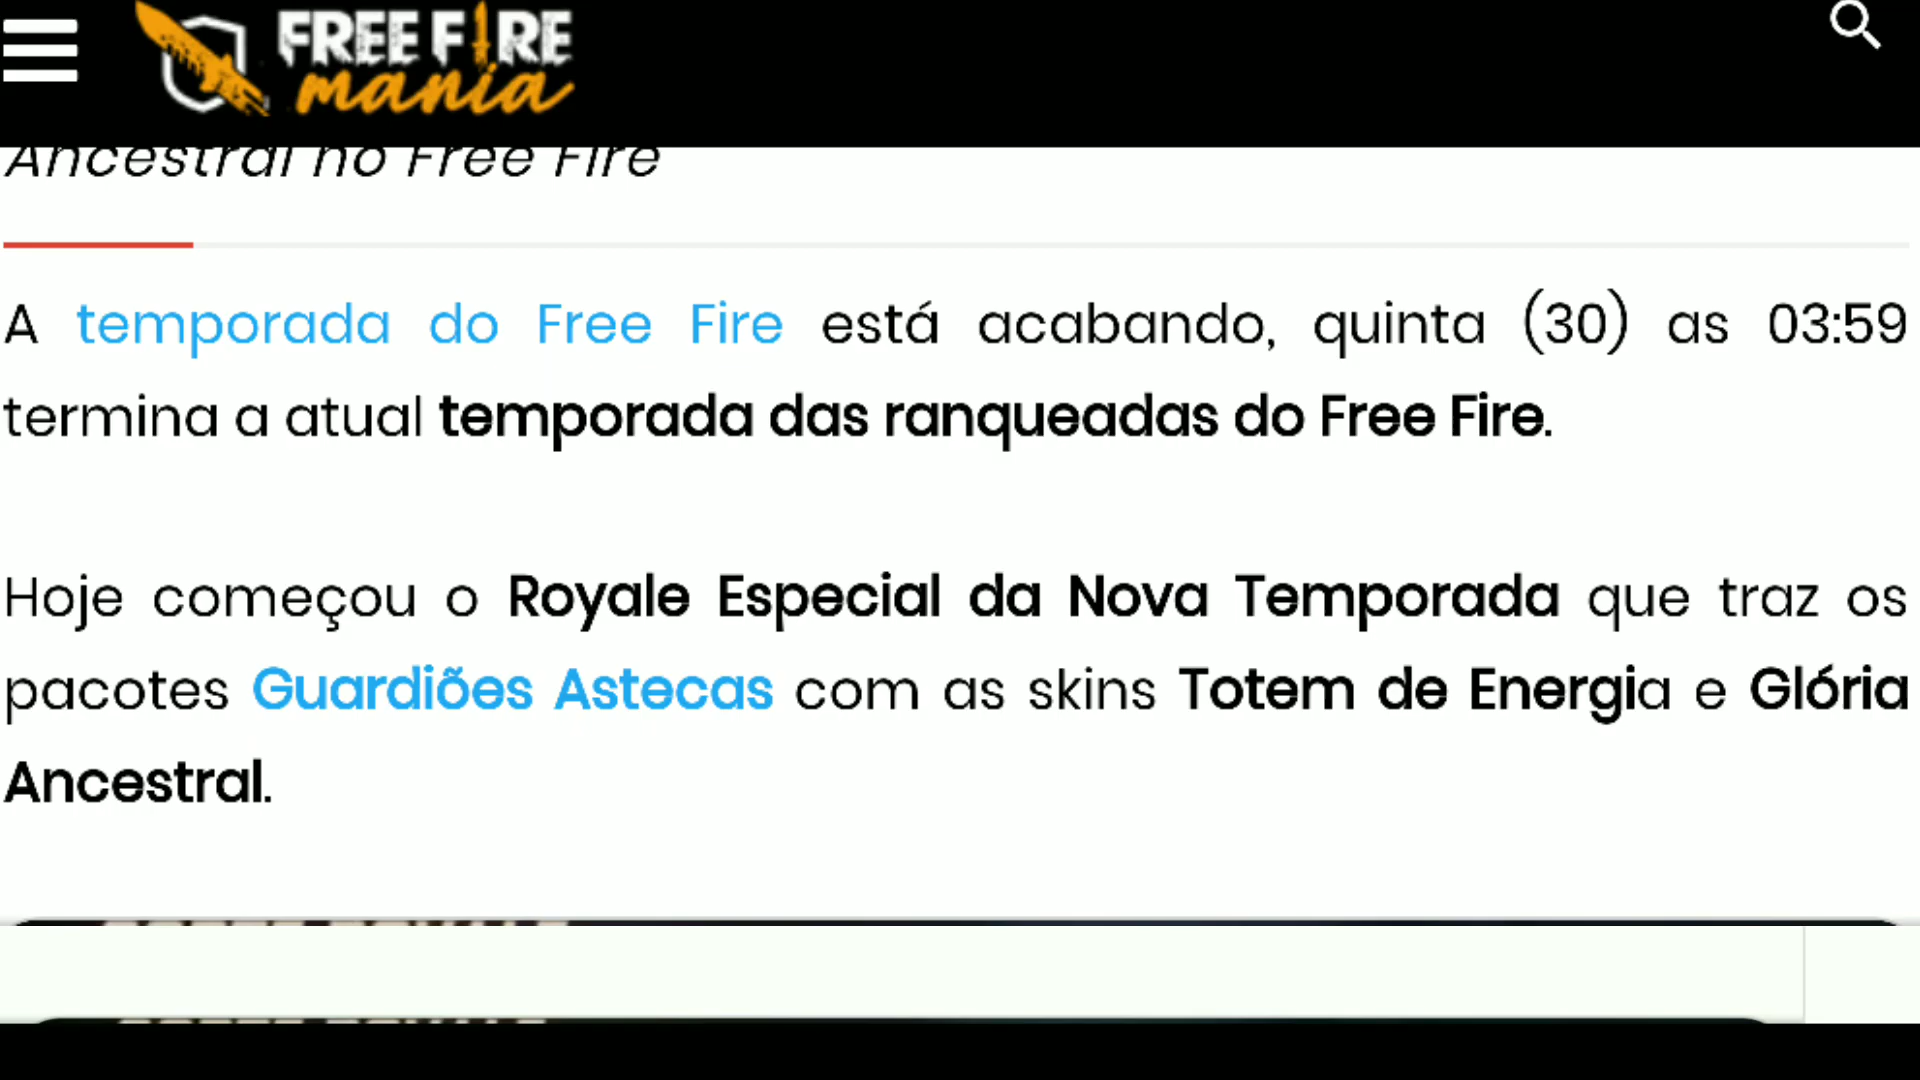 FREE FIRE
mania
Ancestral no Free Fire
A temporada do Free Fire está acabando, quinta (30) as 03:59
termina a atual temporada das ranqueadas do Free Fire.
Hoje começou o Royale Especial da Nova Temporada que traz os
pacotes Guardiões Astecas com as skins Totem de Energia e Glória
Ancestral.